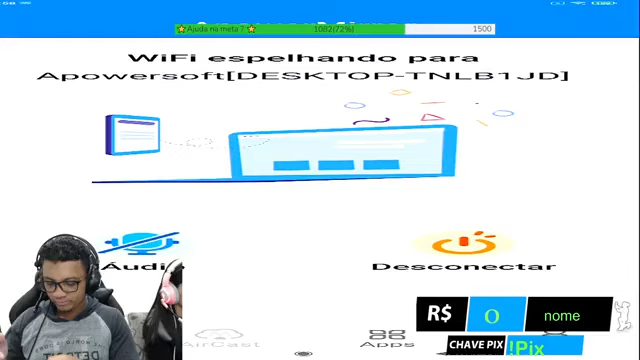 ⭐Ajuda na meta ?⭐ 1082(72%) 1500
WiFi espelhando para
Apowersoft[DESKTOP-TNLB1JD]
Áudio
Desconectar
R$ 0 nome
AirCast
Apps
CHAVE PIX !Pix